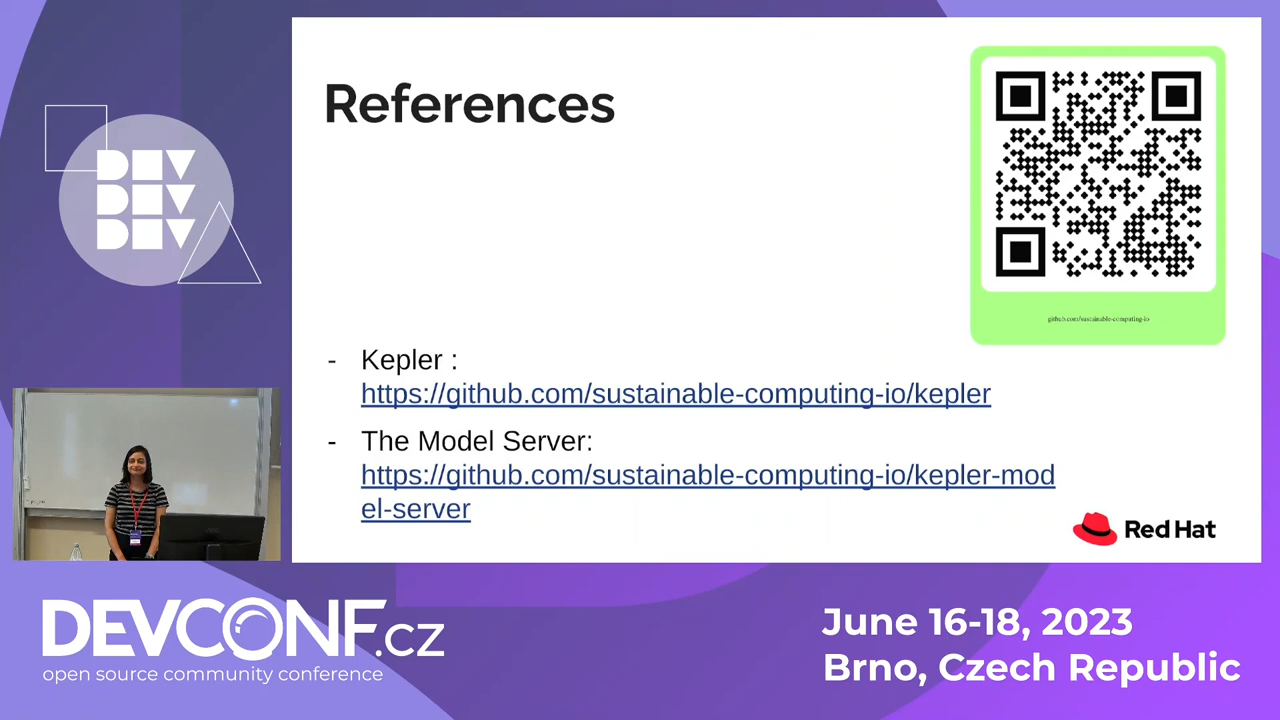 DEV
DEV
DEV
References
github.com/sustainable-computing-io
- Kepler :
https://github.com/sustainable-computing-io/kepler
- The Model Server:
https://github.com/sustainable-computing-io/kepler-mod
el-server
Red Hat
DEVCONF.cz
open source community conference
June 16-18, 2023
Brno, Czech Republic